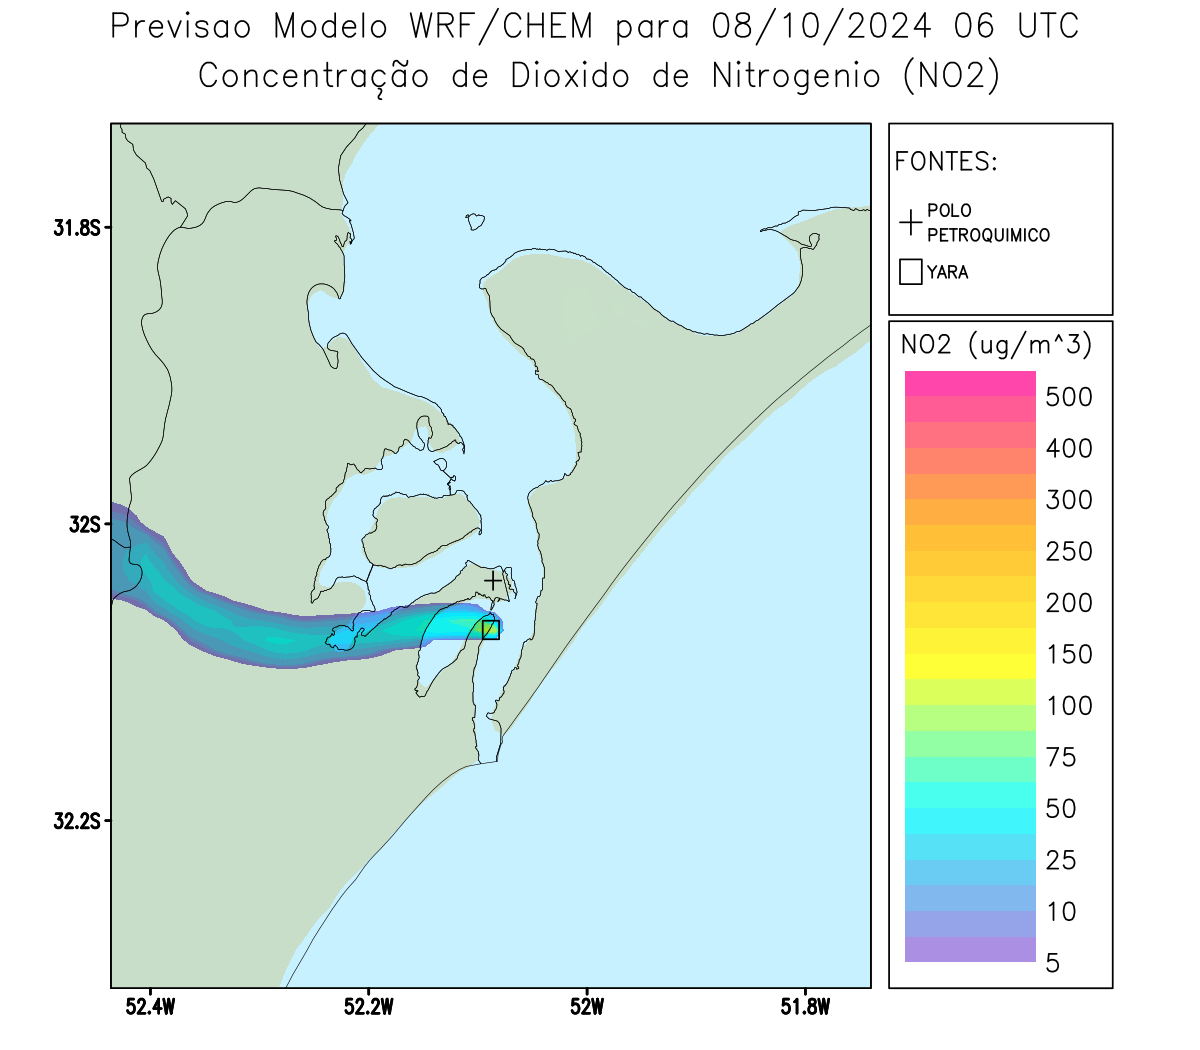 Previsao Modelo WRF/CHEM para 08/10/2024 06 UTC
Concentração de Dioxido de Nitrogenio (NO2)
FONTES:
POLO
PETROQUIMICO
YARA
31.8S
32S
32.2S
52.4W
52.2W
52W
51.8W
NO2 (ug/m^3)
500
400
300
250
200
150
100
75
50
25
10
5